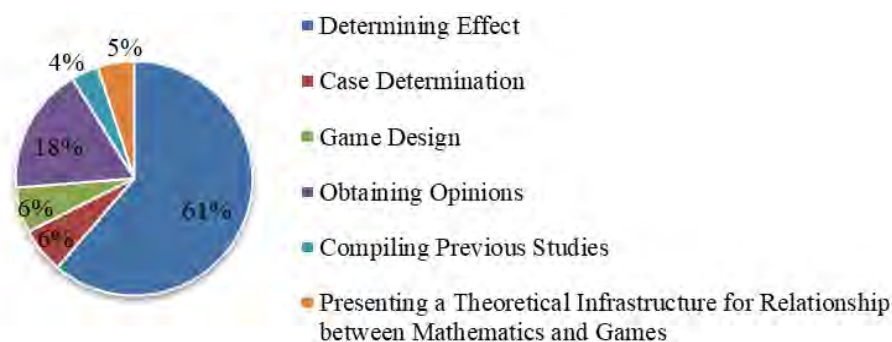 5%
4%
18%
6%
6%
61%
Determining Effect
Case Determination
Game Design
Obtaining Opinions
Compiling Previous Studies
Presenting a Theoretical Infrastructure for Relationship
between Mathematics and Games